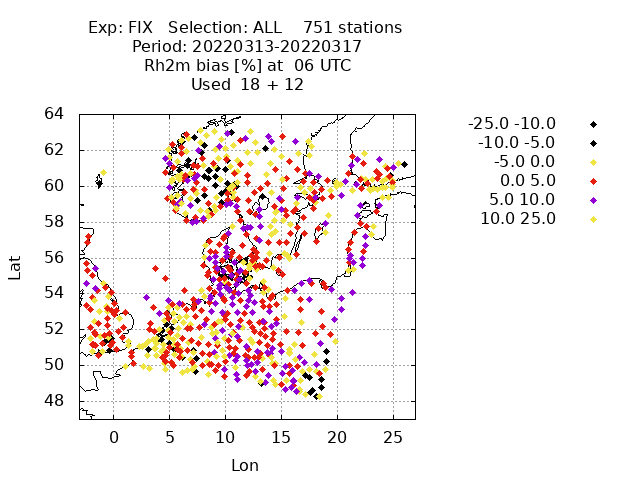 Exp: FIX Selection: ALL 751 stations
Period: 20220313-20220317
Rh2m bias [%] at 06 UTC
Used 18 + 12
64
62
60
58
56
54
52
50
48
Lat
0 5 10 15 20 25
Lon
-25.0 -10.0
-10.0 -5.0
-5.0 0.0
0.0 5.0
5.0 10.0
10.0 25.0